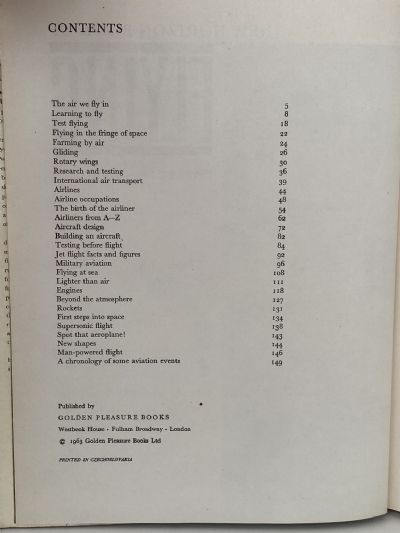 CONTENTS
The air we fly in 5
Learning to fly 8
Test flying 18
Flying in the fringe of space 22
Farming by air 24
Gliding 26
Rotary wings 30
Research and testing 36
International air transport 39
Airlines 44
Airline occupations 48
The birth of the airliner 54
Airliners from A—Z 62
Aircraft design 72
Building an aircraft 82
Testing before flight 84
Jet flight facts and figures 92
Military aviation 96
Flying at sea 108
Lighter than air 111
Engines 118
Beyond the atmosphere 127
Rockets 131
First steps into space 134
Supersonic flight 138
Spot that aeroplane! 143
New shapes 144
Man-powered flight 146
A chronology of some aviation events 149
Published by
GOLDEN PLEASURE BOOKS
Westbook House · Fulham Broadway · London
© 1963 Golden Pleasure Books Ltd
PRINTED IN CZECHOSLOVAKIA